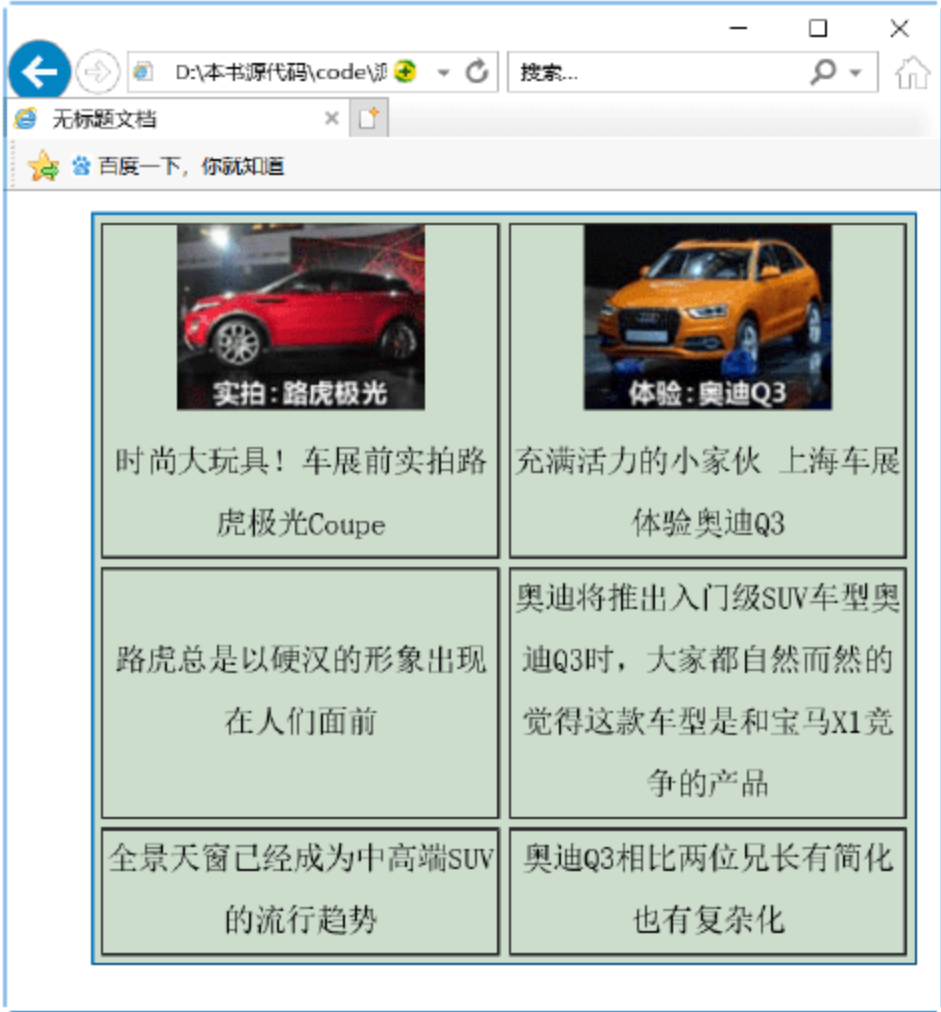 D:\本书源代码\code\源
搜索...
无标题文档
百度一下，你就知道
实拍:路虎极光
体验:奥迪Q3
时尚大玩具！车展前实拍路
虎极光Coupe
充满活力的小家伙 上海车展
体验奥迪Q3
路虎总是以硬汉的形象出现
在人们面前
奥迪将推出入门级SUV车型奥
迪Q3时，大家都自然而然的
觉得这款车型是和宝马X1竞
争的产品
全景天窗已经成为中高端SUV
的流行趋势
奥迪Q3相比两位兄长有简化
也有复杂化